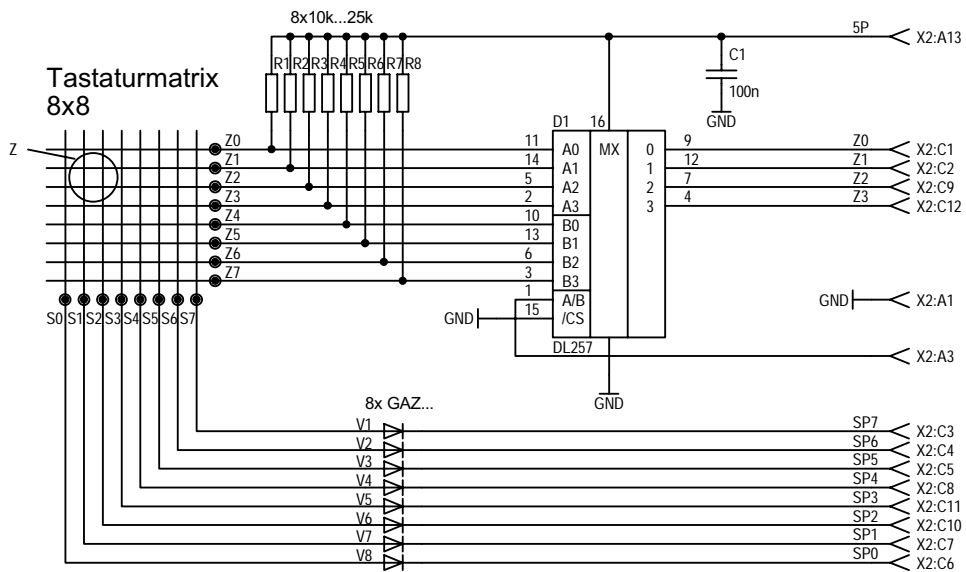 8x10k...25k
5P
X2:A13
R1 R2 R3 R4 R5 R6 R7 R8
C1
100n
GND
Tastaturmatrix
8x8
D1
16
Z
Z0
11
A0
MX
0
9
Z0
X2:C1
Z1
14
A1
1
12
Z1
X2:C2
Z2
5
A2
2
7
Z2
X2:C9
Z3
2
A3
3
4
Z3
X2:C12
Z4
10
B0
Z5
13
B1
Z6
6
B2
Z7
3
B3
1
A/B
GND
X2:A1
S0 S1 S2 S3 S4 S5 S6 S7
GND
15
/CS
DL257
X2:A3
GND
8x GAZ...
V1
SP7
X2:C3
V2
SP6
X2:C4
V3
SP5
X2:C5
V4
SP4
X2:C8
V5
SP3
X2:C11
V6
SP2
X2:C10
V7
SP1
X2:C7
V8
SP0
X2:C6